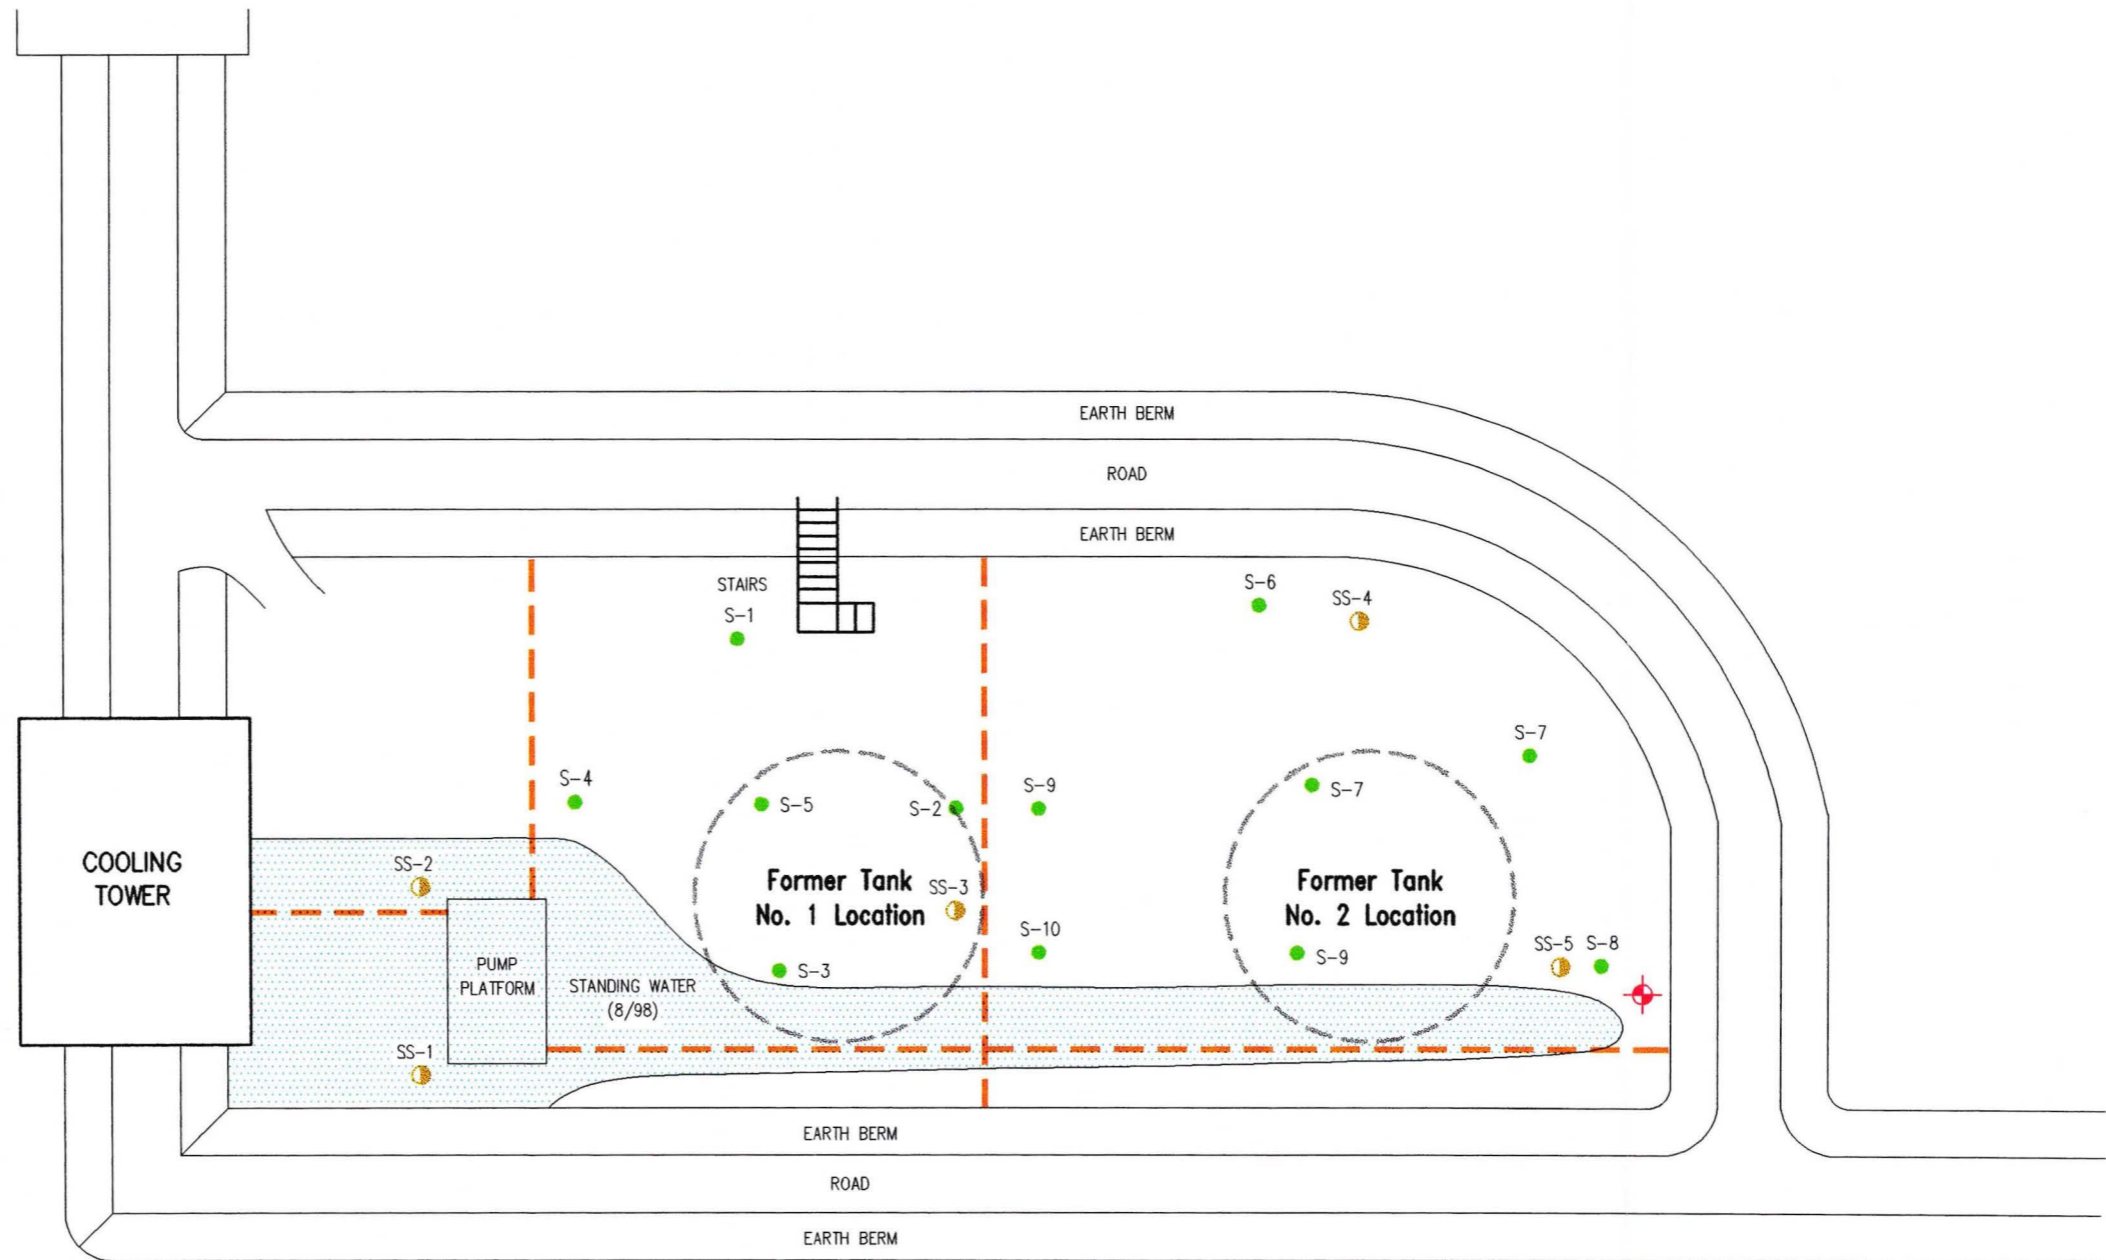 EARTH BERM
ROAD
EARTH BERM
STAIRS
S-1
S-6
SS-4
S-7
S-4
S-5
S-2
S-9
S-7
COOLING
TOWER
SS-2
Former Tank
No. 1 Location
SS-3
Former Tank
No. 2 Location
S-10
SS-5
S-8
S-9
PUMP
PLATFORM
S-3
STANDING WATER
(8/98)
SS-1
EARTH BERM
ROAD
EARTH BERM